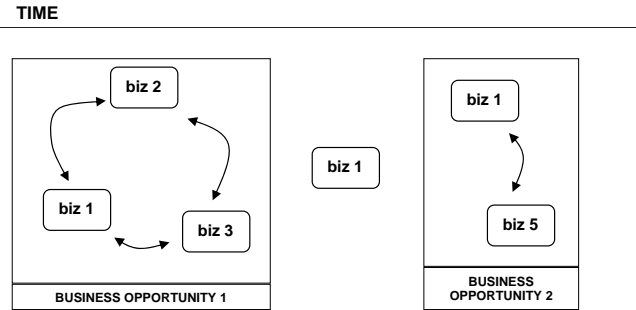 TIME
biz 2
biz 1
biz 3
BUSINESS OPPORTUNITY 1
biz 1
biz 1
biz 5
BUSINESS
OPPORTUNITY 2